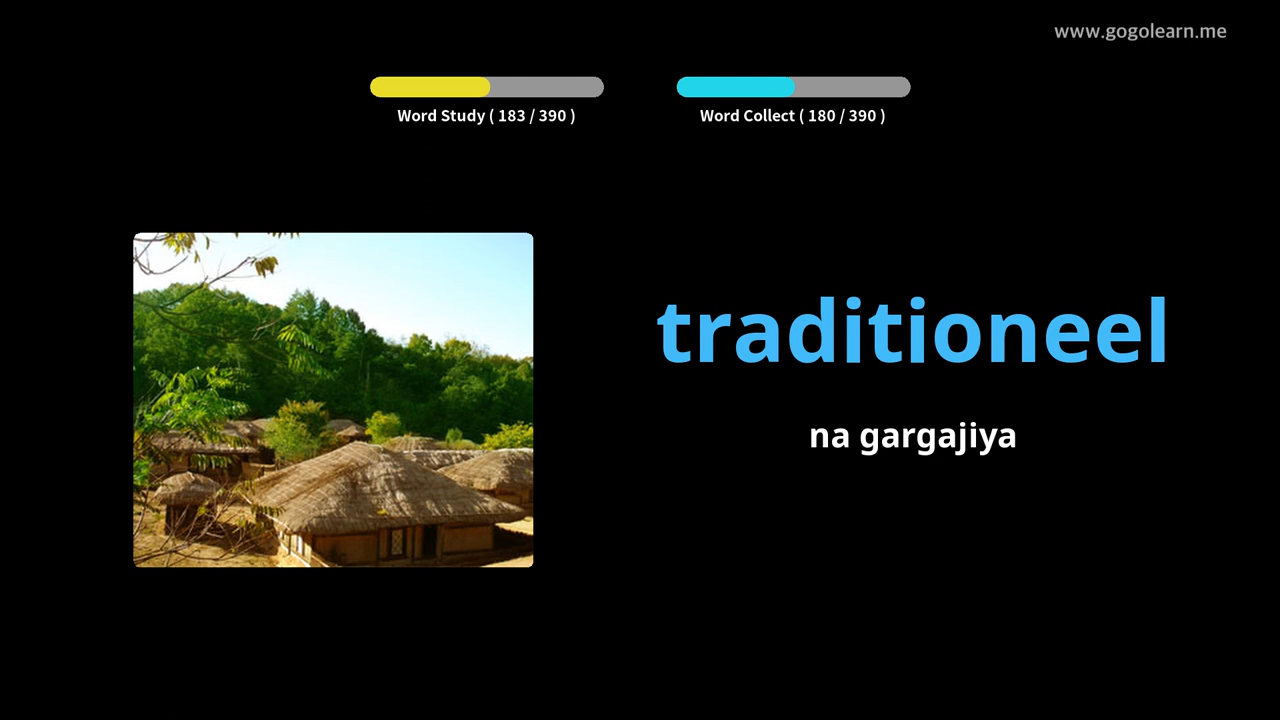 www.gogolearn.me
Word Study ( 183 / 390 )
Word Collect ( 180 / 390 )
traditioneel
na gargajiya